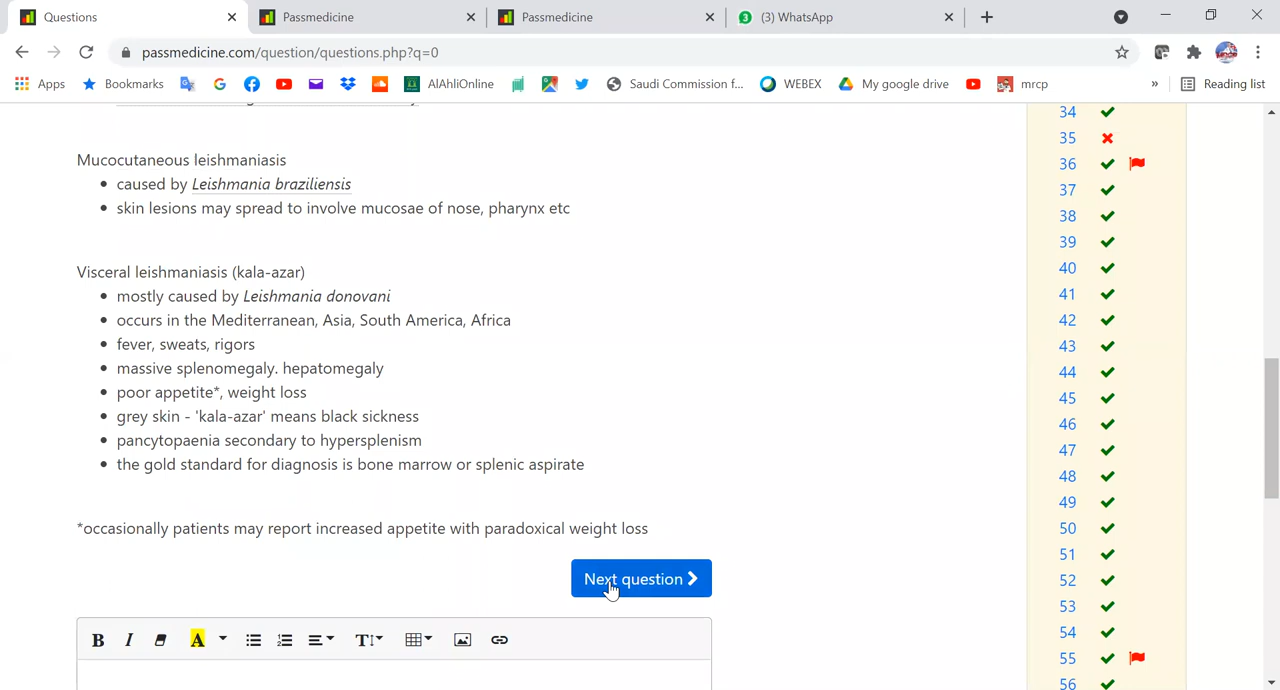 Questions
Passmedicine
Passmedicine
(3) WhatsApp
passmedicine.com/question/questions.php?q=0
Apps
Bookmarks
AlAhliOnline
Saudi Commission f...
WEBEX
My google drive
mrcp
»
Reading list
Mucocutaneous leishmaniasis
• caused by Leishmania braziliensis
• skin lesions may spread to involve mucosae of nose, pharynx etc
Visceral leishmaniasis (kala-azar)
• mostly caused by Leishmania donovani
• occurs in the Mediterranean, Asia, South America, Africa
• fever, sweats, rigors
• massive splenomegaly. hepatomegaly
• poor appetite*, weight loss
• grey skin - 'kala-azar' means black sickness
• pancytopaenia secondary to hypersplenism
• the gold standard for diagnosis is bone marrow or splenic aspirate
*occasionally patients may report increased appetite with paradoxical weight loss
Next question
B I A T
34
35
36
37
38
39
40
41
42
43
44
45
46
47
48
49
50
51
52
53
54
55
56